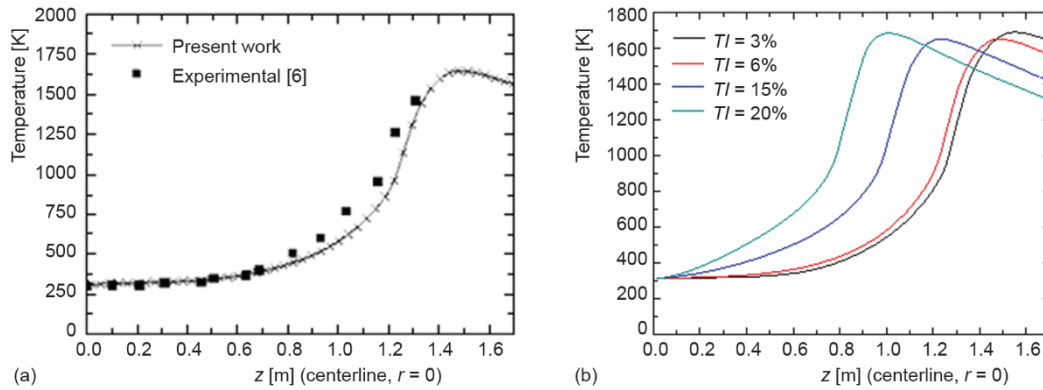 Temperature [K]
2000
1750
1500
1250
1000
750
500
250
0
Present work
Experimental [6]
0.0 0.2 0.4 0.6 0.8 1.0 1.2 1.4 1.6
(a)
z [m] (centerline, r = 0)
Temperature [K]
1800
1600
1400
1200
1000
800
600
400
200
0
TI = 3%
TI = 6%
TI = 15%
TI = 20%
0.0 0.2 0.4 0.6 0.8 1.0 1.2 1.4 1.6
(b)
z [m] (centerline, r = 0)